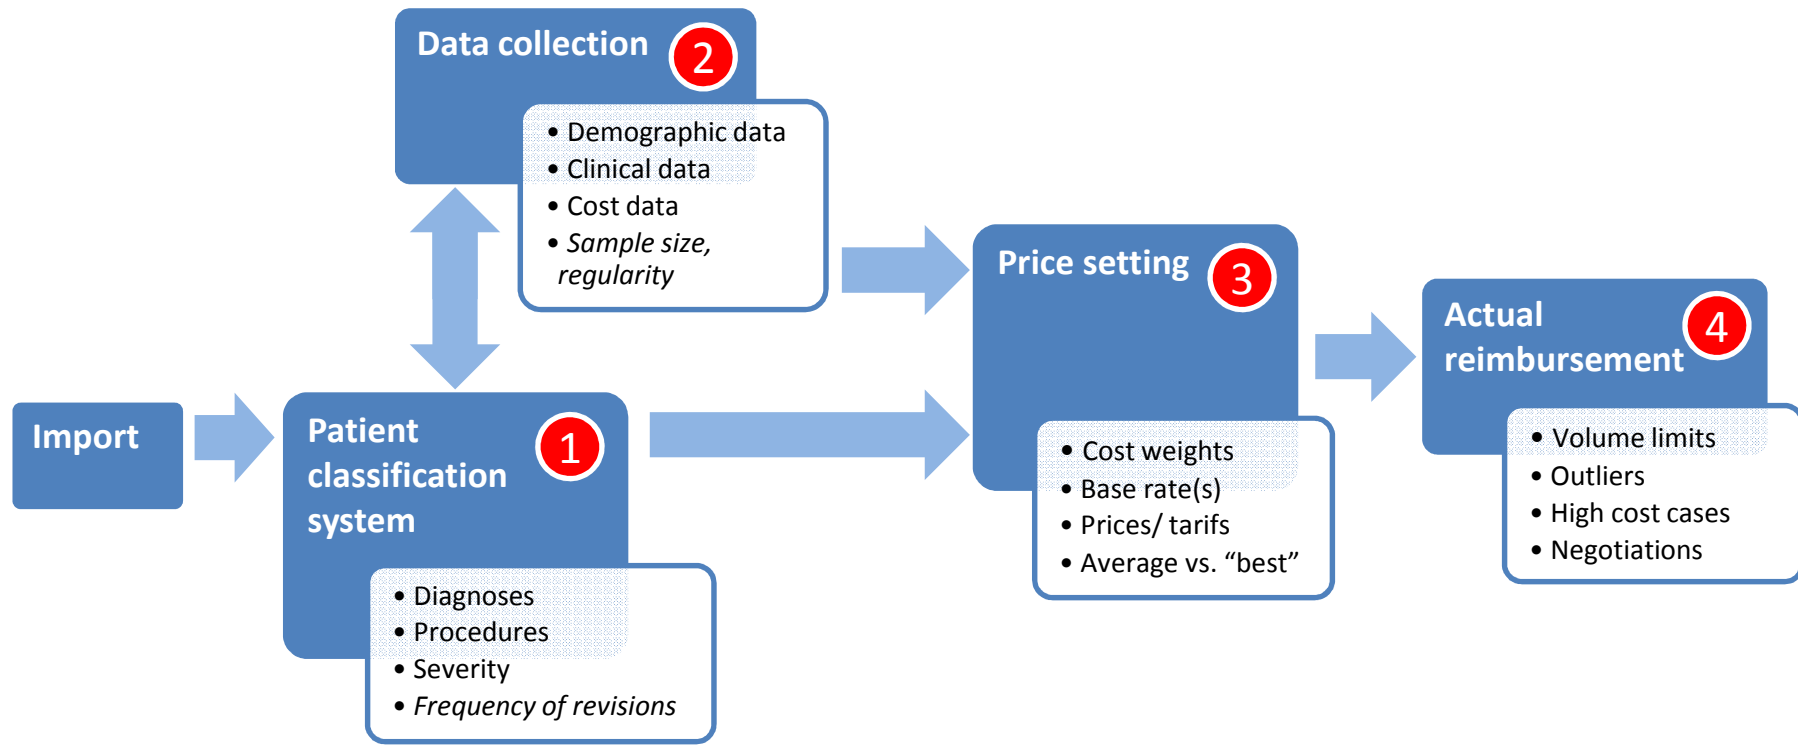 Data collection
2
• Demographic data
• Clinical data
• Cost data
• Sample size,
regularity
Import
Patient
classification
system
1
• Diagnoses
• Procedures
• Severity
• Frequency of revisions
Price setting
3
• Cost weights
• Base rate(s)
• Prices/ tarifs
• Average vs. “best”
Actual
reimbursement
4
• Volume limits
• Outliers
• High cost cases
• Negotiations